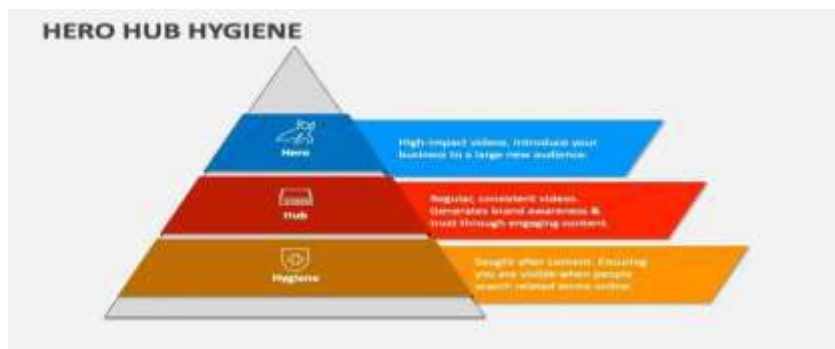 HERO HUB HYGIENE
Hero
High-impact videos, introduce your
business to a large new audience.
Hub
Regular, consistent videos.
Generates brand awareness &
trust through engaging content.
Hygiene
Sought after content. Ensuring
you are visible when people
search related terms online.